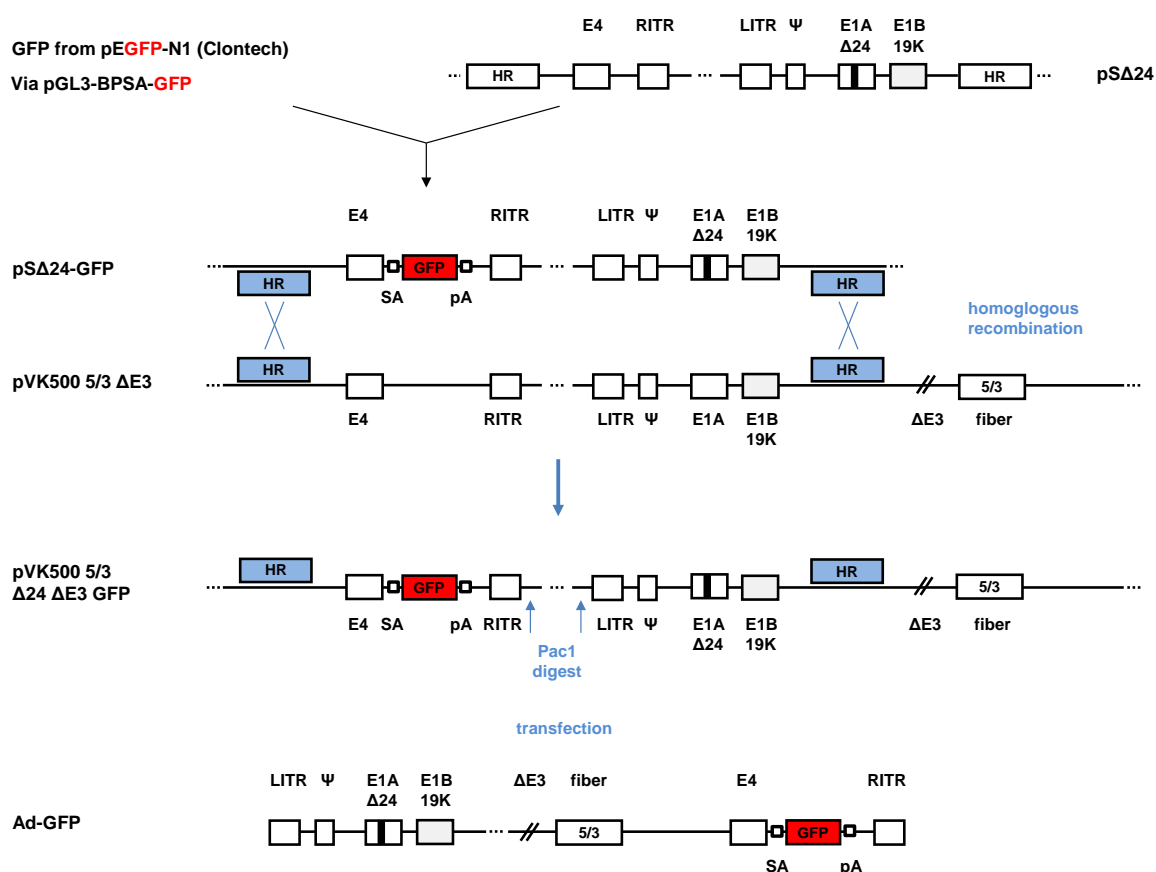 E4 RITR LITR Ψ E1A E1B
Δ24 19K
GFP from pEGFP-N1 (Clontech)
Via pGL3-BPSA-GFP
... HR ... HR ... pSΔ24
E4 RITR LITR Ψ E1A E1B
Δ24 19K
pSΔ24-GFP ... GFP ... ...
HR SA pA HR
homoglogous
recombination
HR HR
pVK500 5/3 ΔE3 ... ... // 5/3 ...
E4 RITR LITR Ψ E1A E1B ΔE3 fiber
19K
pVK500 5/3
Δ24 ΔE3 GFP
HR HR
... GFP ... // 5/3 ...
E4 SA pA RITR LITR Ψ E1A E1B ΔE3 fiber
Δ24 19K
Pac1
digest
transfection
LITR Ψ E1A E1B ΔE3 fiber E4 RITR
Δ24 19K
Ad-GFP ... // 5/3 GFP
SA pA